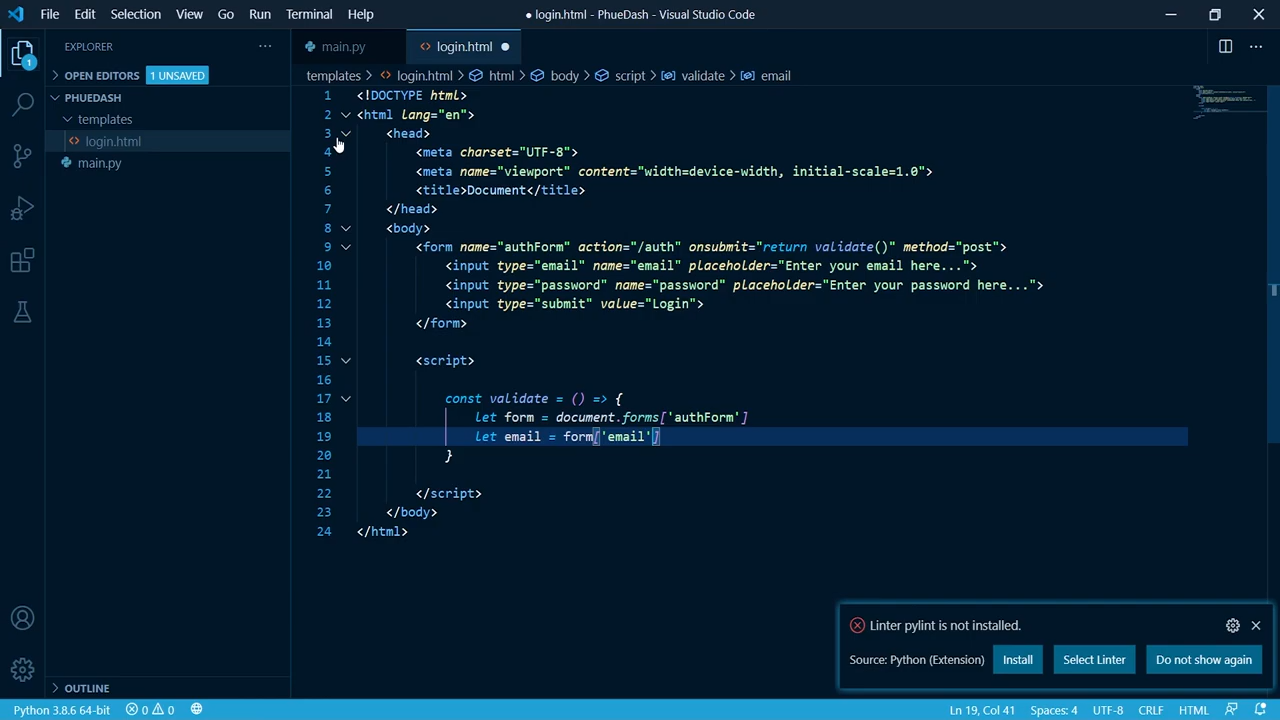 File Edit Selection View Go Run Terminal Help
● login.html - PhueDash - Visual Studio Code
EXPLORER
main.py
login.html
OPEN EDITORS 1 UNSAVED
templates > login.html > html > body > script > validate > email
PHUEDASH
templates
login.html
main.py
1 <!DOCTYPE html>
2 <html lang="en">
3 <head>
4 <meta charset="UTF-8">
5 <meta name="viewport" content="width=device-width, initial-scale=1.0">
6 <title>Document</title>
7 </head>
8 <body>
9 <form name="authForm" action="/auth" onsubmit="return validate()" method="post">
10 <input type="email" name="email" placeholder="Enter your email here...">
11 <input type="password" name="password" placeholder="Enter your password here...">
12 <input type="submit" value="Login">
13 </form>
14
15 <script>
16
17 const validate = () => {
18 let form = document.forms['authForm']
19 let email = form['email']
20 }
21
22 </script>
23 </body>
24 </html>
1
Linter pylint is not installed.
Source: Python (Extension) Install Select Linter Do not show again
OUTLINE
Python 3.8.6 64-bit 0 0 Ln 19, Col 41 Spaces: 4 UTF-8 CRLF HTML